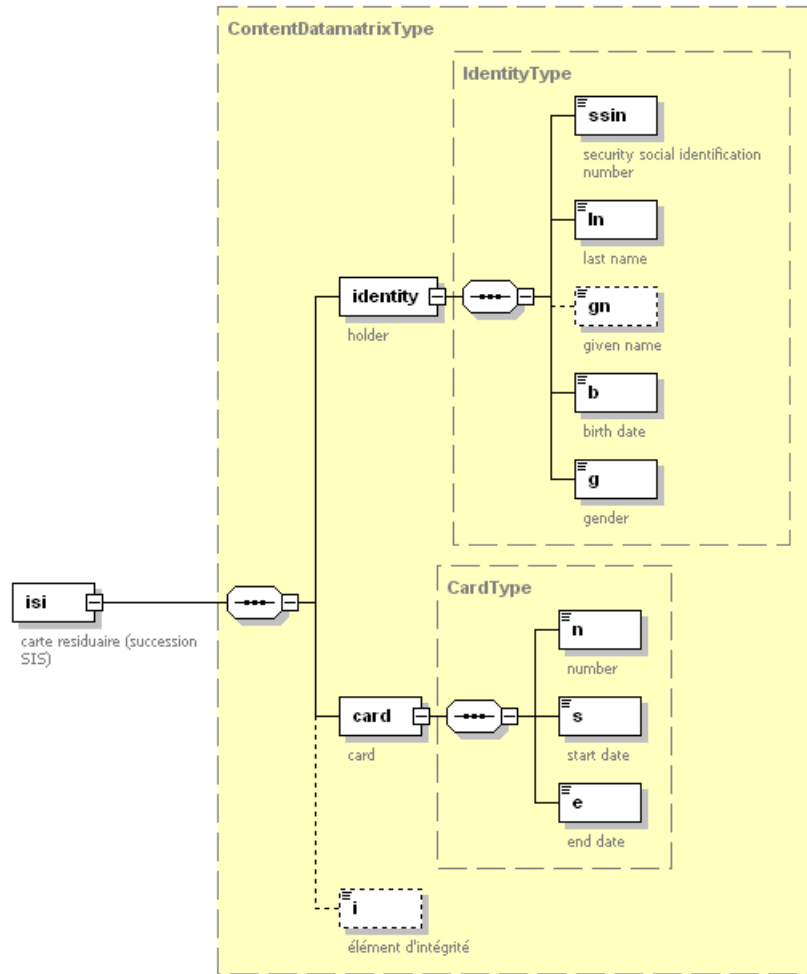 ContentDatamatrixType
IdentityType
ssin
security social identification
number
ln
last name
identity
holder
gn
given name
b
birth date
g
gender
isi
carte residuaire (succession
SIS)
CardType
n
number
card
card
s
start date
e
end date
i
élément d'intégrité